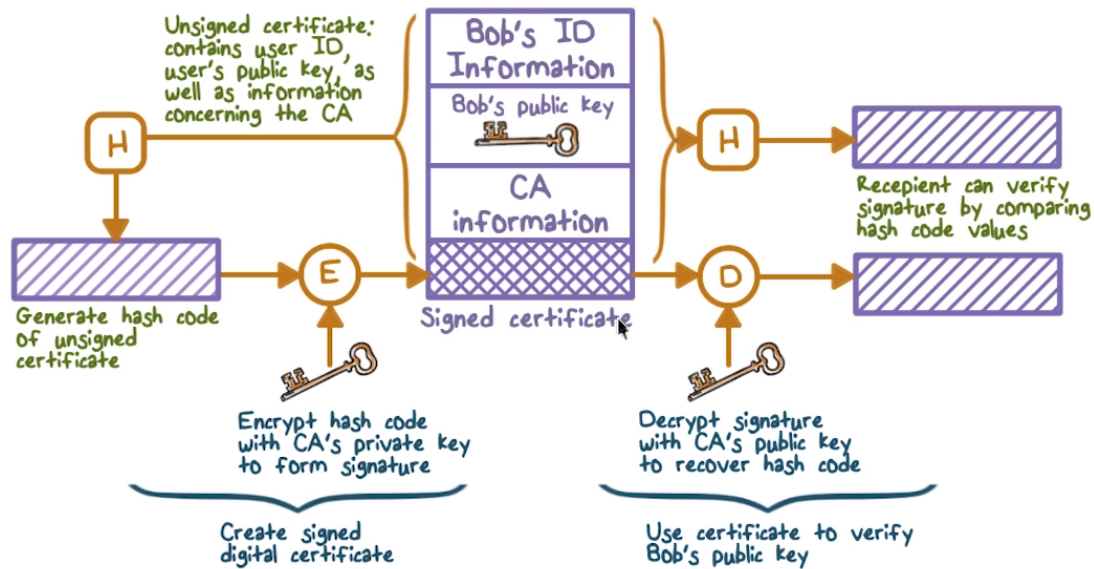 Unsigned certificate:
contains user ID,
user's public key, as
well as information
concerning the CA
Bob's ID
Information
Bob's public key
CA
information
Signed certificate
H
H
Recepient can verify
signature by comparing
hash code values
E
D
Generate hash code
of unsigned
certificate
Encrypt hash code
with CA's private key
to form signature
Decrypt signature
with CA's public key
to recover hash code
Create signed
digital certificate
Use certificate to verify
Bob's public key